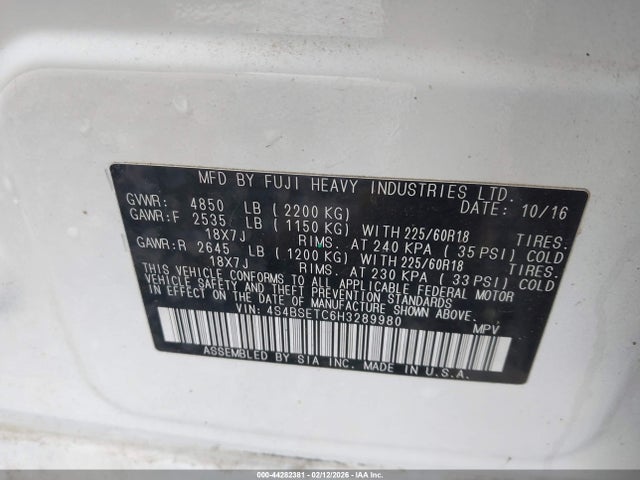 MFD BY FUJI HEAVY INDUSTRIES LTD.
GVWR: 4850 LB (2200 KG) DATE: 10/16
GAWR:F 2535 LB (1150 KG) WITH 225/60R18 TIRES.
18X7J RIMS. AT 240 KPA (35 PSI) COLD
GAWR:R 2645 LB (1200 KG) WITH 225/60R18 TIRES.
18X7J RIMS. AT 230 KPA (33 PSI) COLD
THIS VEHICLE CONFORMS TO ALL APPLICABLE FEDERAL MOTOR
VEHICLE SAFETY AND THEFT PREVENTION STANDARDS
IN EFFECT ON THE DATE OF MANUFACTURE SHOWN ABOVE.
VIN: 4S4BSETC6H3289980 MPV
ASSEMBLED BY SIA INC. MADE IN U.S.A.
000-44282381 - 02/12/2026 - COPYRIGHT IAA, LLC